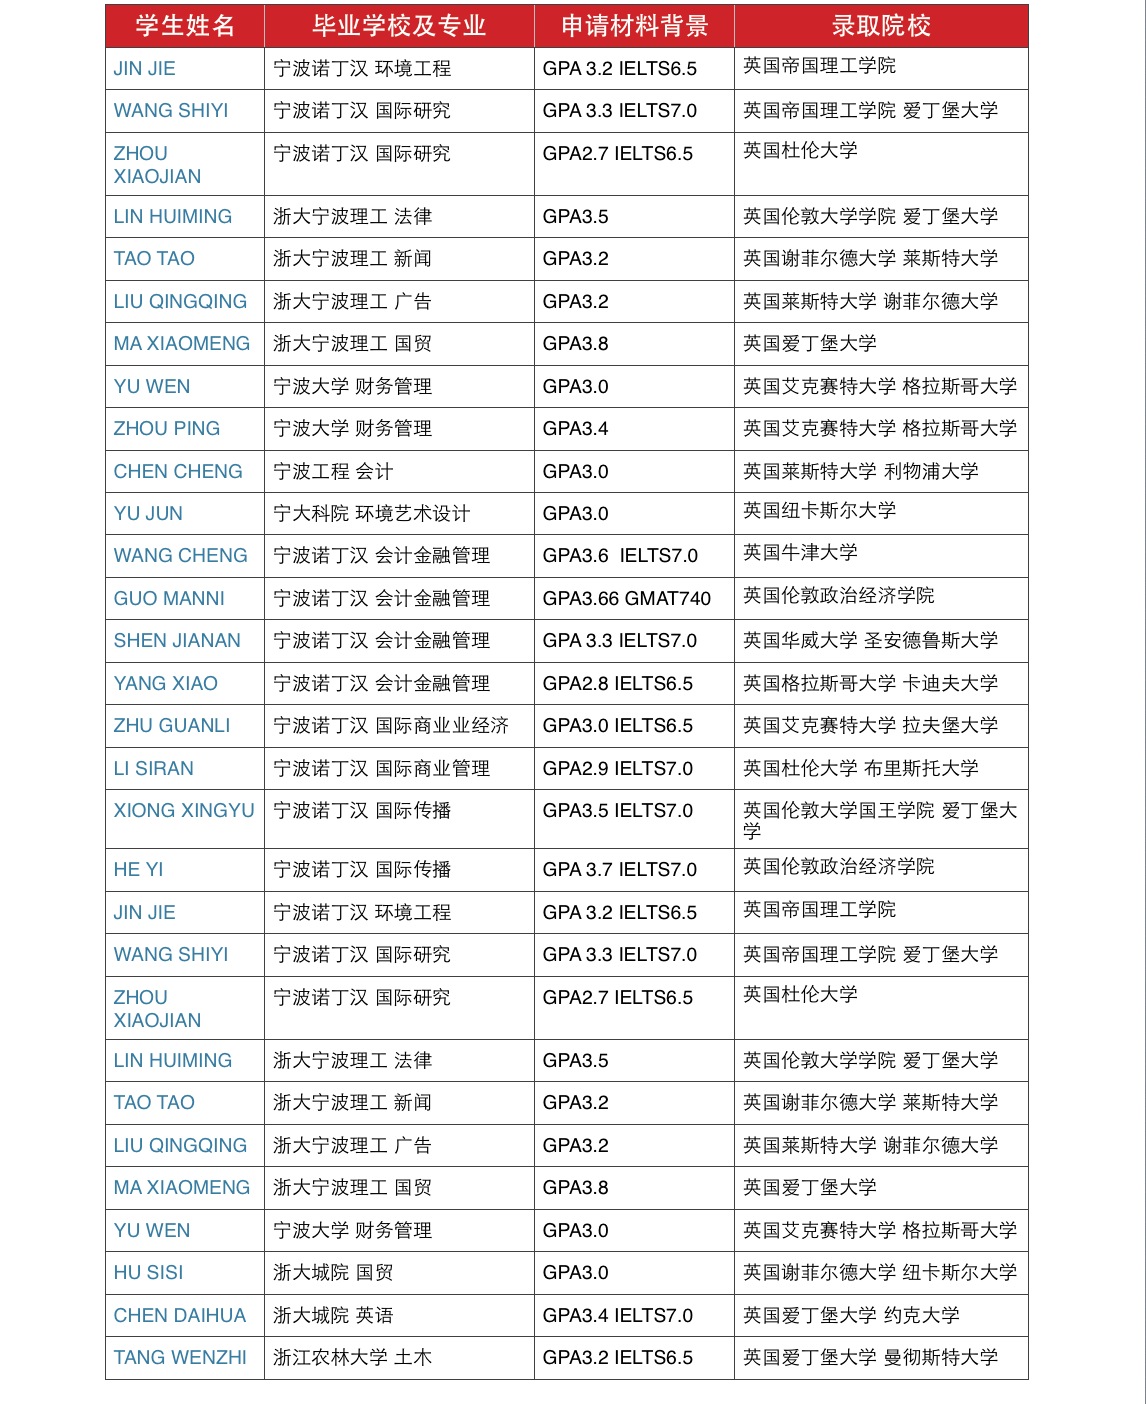 学生姓名 毕业学校及专业 申请材料背景 录取院校
JIN JIE 宁波诺丁汉 环境工程 GPA 3.2 IELTS6.5 英国帝国理工学院
WANG SHIYI 宁波诺丁汉 国际研究 GPA 3.3 IELTS7.0 英国帝国理工学院 爱丁堡大学
ZHOU 宁波诺丁汉 国际研究 GPA2.7 IELTS6.5 英国杜伦大学
XIAOJIAN
LIN HUIMING 浙大宁波理工 法律 GPA3.5 英国伦敦大学学院 爱丁堡大学
TAO TAO 浙大宁波理工 新闻 GPA3.2 英国谢菲尔德大学 莱斯特大学
LIU QINGQING 浙大宁波理工 广告 GPA3.2 英国莱斯特大学 谢菲尔德大学
MA XIAOMENG 浙大宁波理工 国贸 GPA3.8 英国爱丁堡大学
YU WEN 宁波大学 财务管理 GPA3.0 英国艾克赛特大学 格拉斯哥大学
ZHOU PING 宁波大学 财务管理 GPA3.4 英国艾克赛特大学 格拉斯哥大学
CHEN CHENG 宁波工程 会计 GPA3.0 英国莱斯特大学 利物浦大学
YU JUN 宁大科院 环境艺术设计 GPA3.0 英国纽卡斯尔大学
WANG CHENG 宁波诺丁汉 会计金融管理 GPA3.6 IELTS7.0 英国牛津大学
GUO MANNI 宁波诺丁汉 会计金融管理 GPA3.66 GMAT740 英国伦敦政治经济学院
SHEN JIANAN 宁波诺丁汉 会计金融管理 GPA 3.3 IELTS7.0 英国华威大学 圣安德鲁斯大学
YANG XIAO 宁波诺丁汉 会计金融管理 GPA2.8 IELTS6.5 英国格拉斯哥大学 卡迪夫大学
ZHU GUANLI 宁波诺丁汉 国际商业业经济 GPA3.0 IELTS6.5 英国艾克赛特大学 拉夫堡大学
LI SIRAN 宁波诺丁汉 国际商业管理 GPA2.9 IELTS7.0 英国杜伦大学 布里斯托大学
XIONG XINGYU 宁波诺丁汉 国际传播 GPA3.5 IELTS7.0 英国伦敦大学国王学院 爱丁堡大
学
HE YI 宁波诺丁汉 国际传播 GPA 3.7 IELTS7.0 英国伦敦政治经济学院
JIN JIE 宁波诺丁汉 环境工程 GPA 3.2 IELTS6.5 英国帝国理工学院
WANG SHIYI 宁波诺丁汉 国际研究 GPA 3.3 IELTS7.0 英国帝国理工学院 爱丁堡大学
ZHOU 宁波诺丁汉 国际研究 GPA2.7 IELTS6.5 英国杜伦大学
XIAOJIAN
LIN HUIMING 浙大宁波理工 法律 GPA3.5 英国伦敦大学学院 爱丁堡大学
TAO TAO 浙大宁波理工 新闻 GPA3.2 英国谢菲尔德大学 莱斯特大学
LIU QINGQING 浙大宁波理工 广告 GPA3.2 英国莱斯特大学 谢菲尔德大学
MA XIAOMENG 浙大宁波理工 国贸 GPA3.8 英国爱丁堡大学
YU WEN 宁波大学 财务管理 GPA3.0 英国艾克赛特大学 格拉斯哥大学
HU SISI 浙大城院 国贸 GPA3.0 英国谢菲尔德大学 纽卡斯尔大学
CHEN DAIHUA 浙大城院 英语 GPA3.4 IELTS7.0 英国爱丁堡大学 约克大学
TANG WENZHI 浙江农林大学 土木 GPA3.2 IELTS6.5 英国爱丁堡大学 曼彻斯特大学